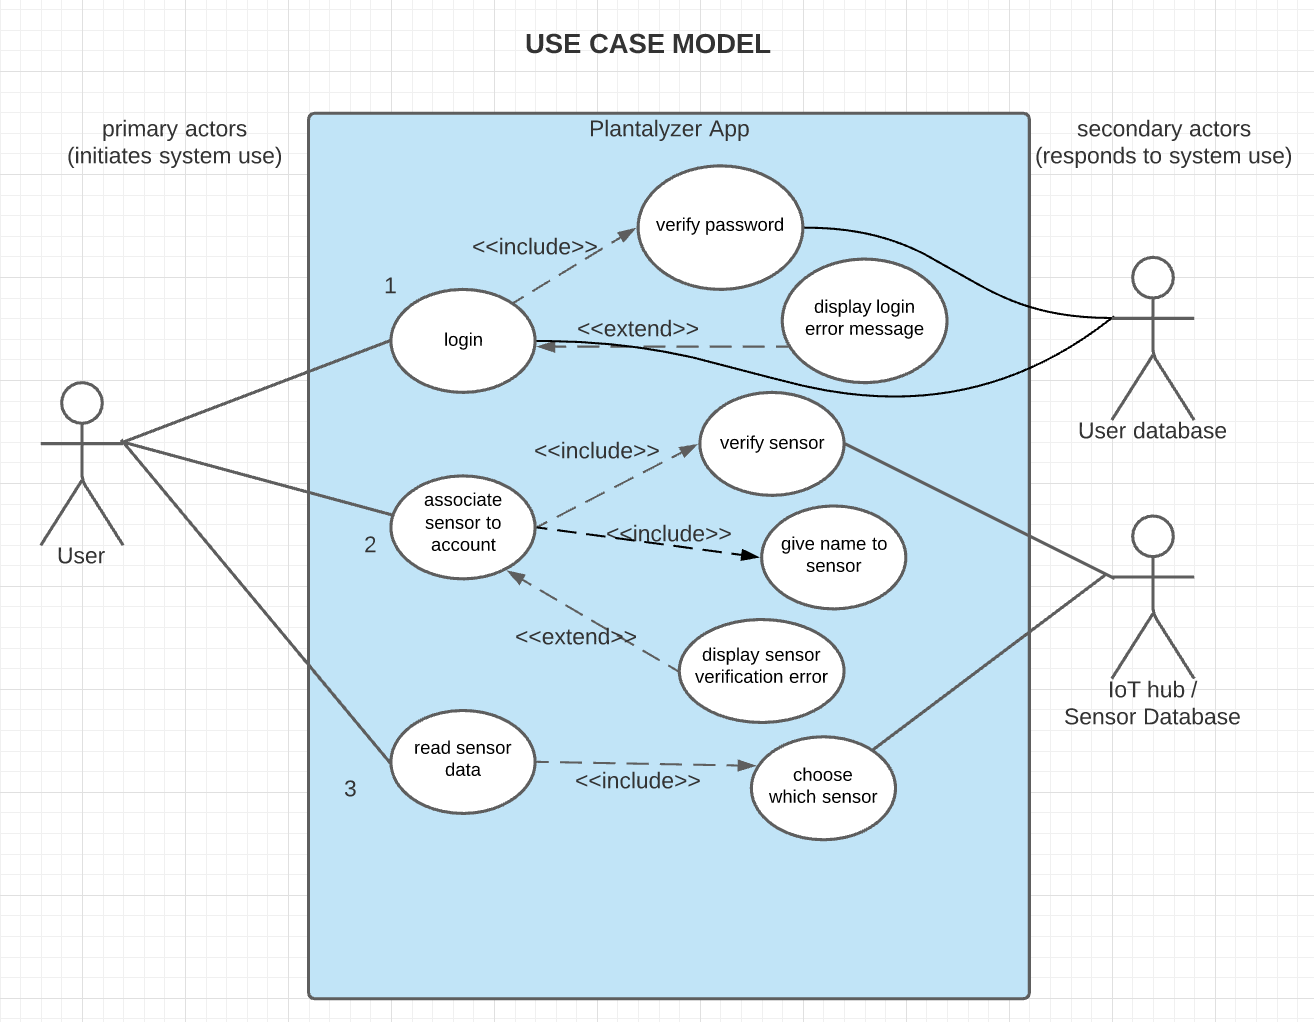 USE CASE MODEL
primary actors
(initiates system use)
Plantalyzer App
secondary actors
(responds to system use)
verify password
<<include>>
1
login
<<extend>>
display login
error message
User database
User
2
associate
sensor to
account
<<include>>
verify sensor
<<include>>
give name to
sensor
<<extend>>
display sensor
verification error
IoT hub /
Sensor Database
3
read sensor
data
<<include>>
choose
which sensor